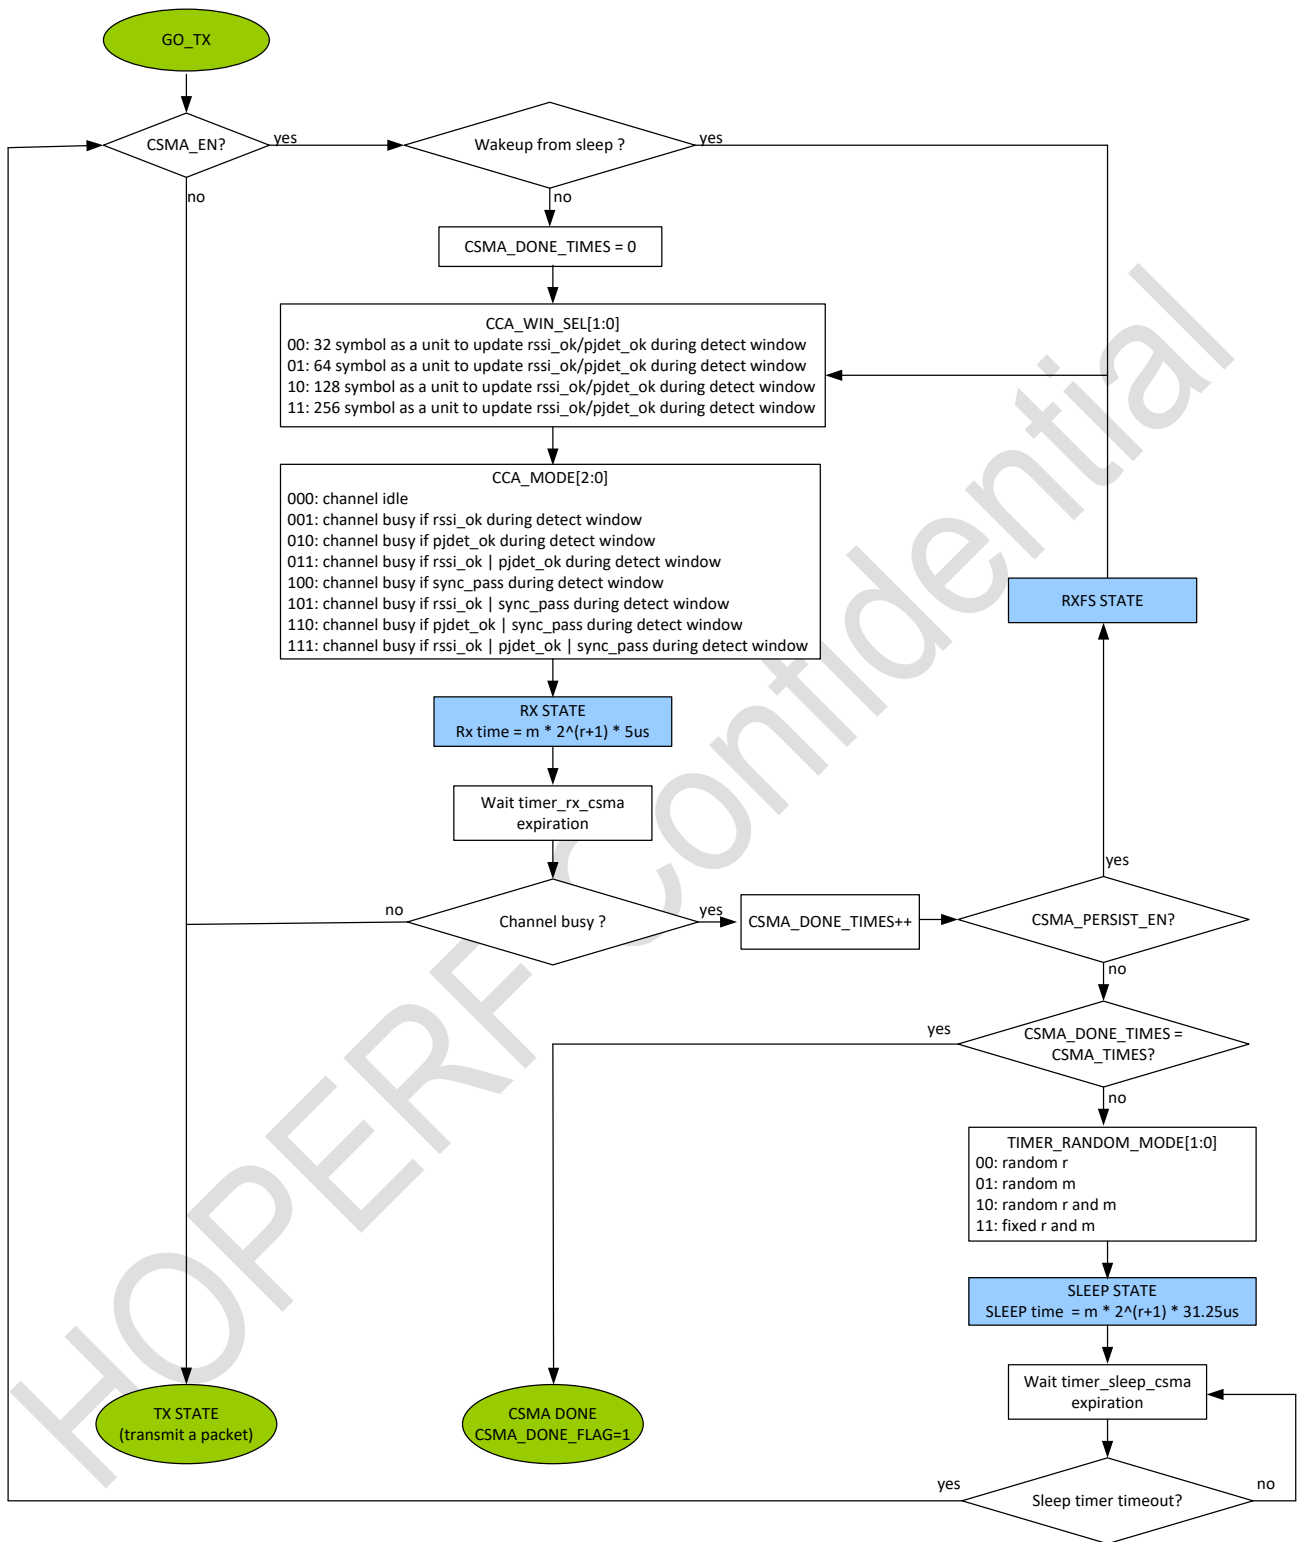 GO_TX
CSMA_EN?
yes
Wakeup from sleep ?
yes
no
no
CSMA_DONE_TIMES = 0
CCA_WIN_SEL[1:0]
00: 32 symbol as a unit to update rssi_ok/pjdet_ok during detect window
01: 64 symbol as a unit to update rssi_ok/pjdet_ok during detect window
10: 128 symbol as a unit to update rssi_ok/pjdet_ok during detect window
11: 256 symbol as a unit to update rssi_ok/pjdet_ok during detect window
CCA_MODE[2:0]
000: channel idle
001: channel busy if rssi_ok during detect window
010: channel busy if pjdet_ok during detect window
011: channel busy if rssi_ok | pjdet_ok during detect window
100: channel busy if sync_pass during detect window
101: channel busy if rssi_ok | sync_pass during detect window
110: channel busy if pjdet_ok | sync_pass during detect window
111: channel busy if rssi_ok | pjdet_ok | sync_pass during detect window
RXFS STATE
RX STATE
Rx time = m * 2^(r+1) * 5us
Wait timer_rx_csma
expiration
no
Channel busy ?
yes
CSMA_DONE_TIMES++
yes
CSMA_PERSIST_EN?
no
yes
CSMA_DONE_TIMES =
CSMA_TIMES?
no
TIMER_RANDOM_MODE[1:0]
00: random r
01: random m
10: random r and m
11: fixed r and m
SLEEP STATE
SLEEP time = m * 2^(r+1) * 31.25us
Wait timer_sleep_csma
expiration
TX STATE
(transmit a packet)
CSMA DONE
CSMA_DONE_FLAG=1
yes
Sleep timer timeout?
no
HOPERF Confidential